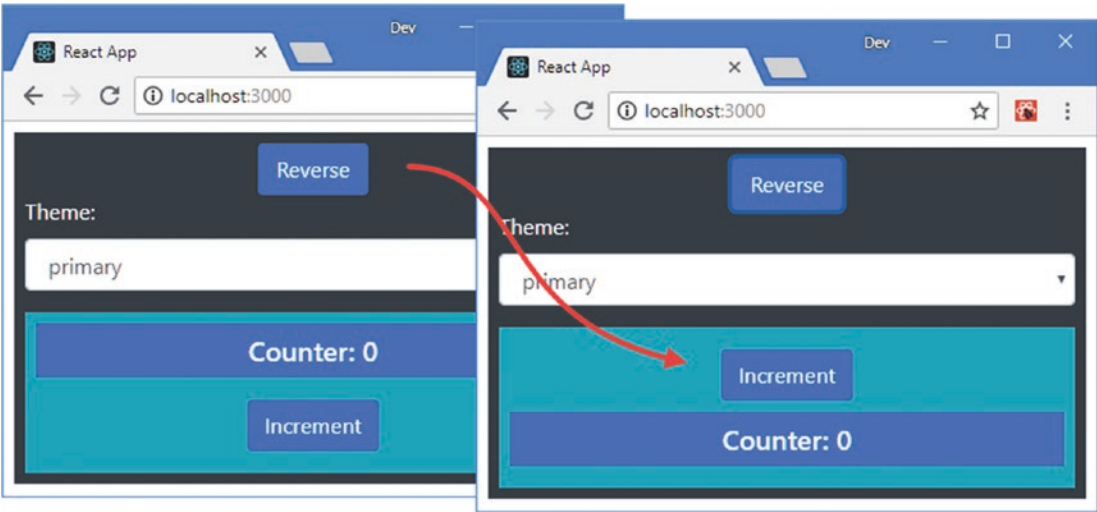 Dev
React App
localhost:3000
Reverse
Theme:
primary
Counter: 0
Increment
Dev
React App
localhost:3000
Reverse
Theme:
primary
Increment
Counter: 0